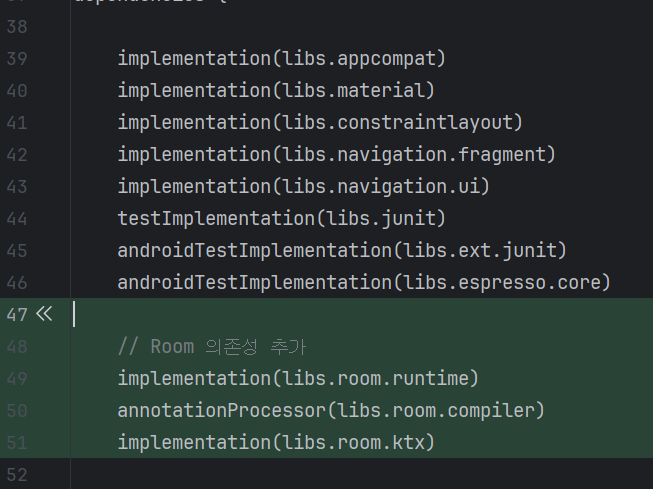 dependencies {
38
39 implementation(libs.appcompat)
40 implementation(libs.material)
41 implementation(libs.constraintlayout)
42 implementation(libs.navigation.fragment)
43 implementation(libs.navigation.ui)
44 testImplementation(libs.junit)
45 androidTestImplementation(libs.ext.junit)
46 androidTestImplementation(libs.espresso.core)
47
48 // Room 의존성 추가
49 implementation(libs.room.runtime)
50 annotationProcessor(libs.room.compiler)
51 implementation(libs.room.ktx)
52